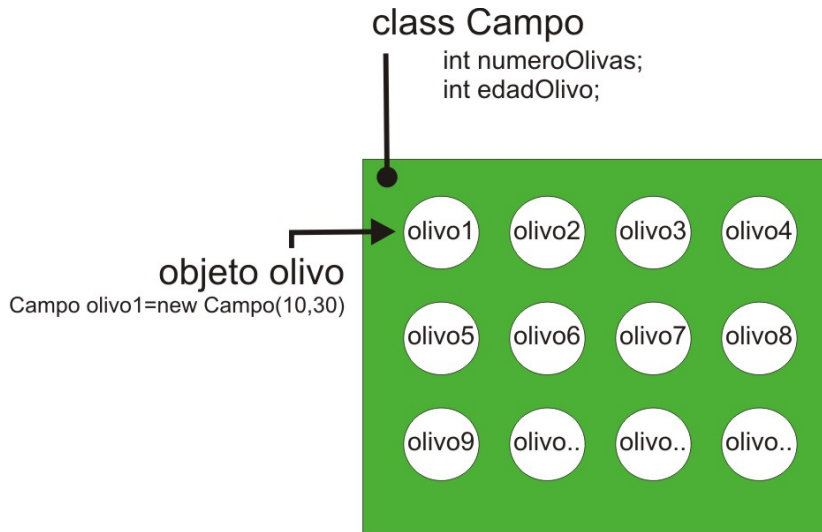 class Campo
int numeroOlivas;
int edadOlivo;
objeto olivo
Campo olivo1=new Campo(10,30)
olivo1 olivo2 olivo3 olivo4
olivo5 olivo6 olivo7 olivo8
olivo9 olivo.. olivo.. olivo..